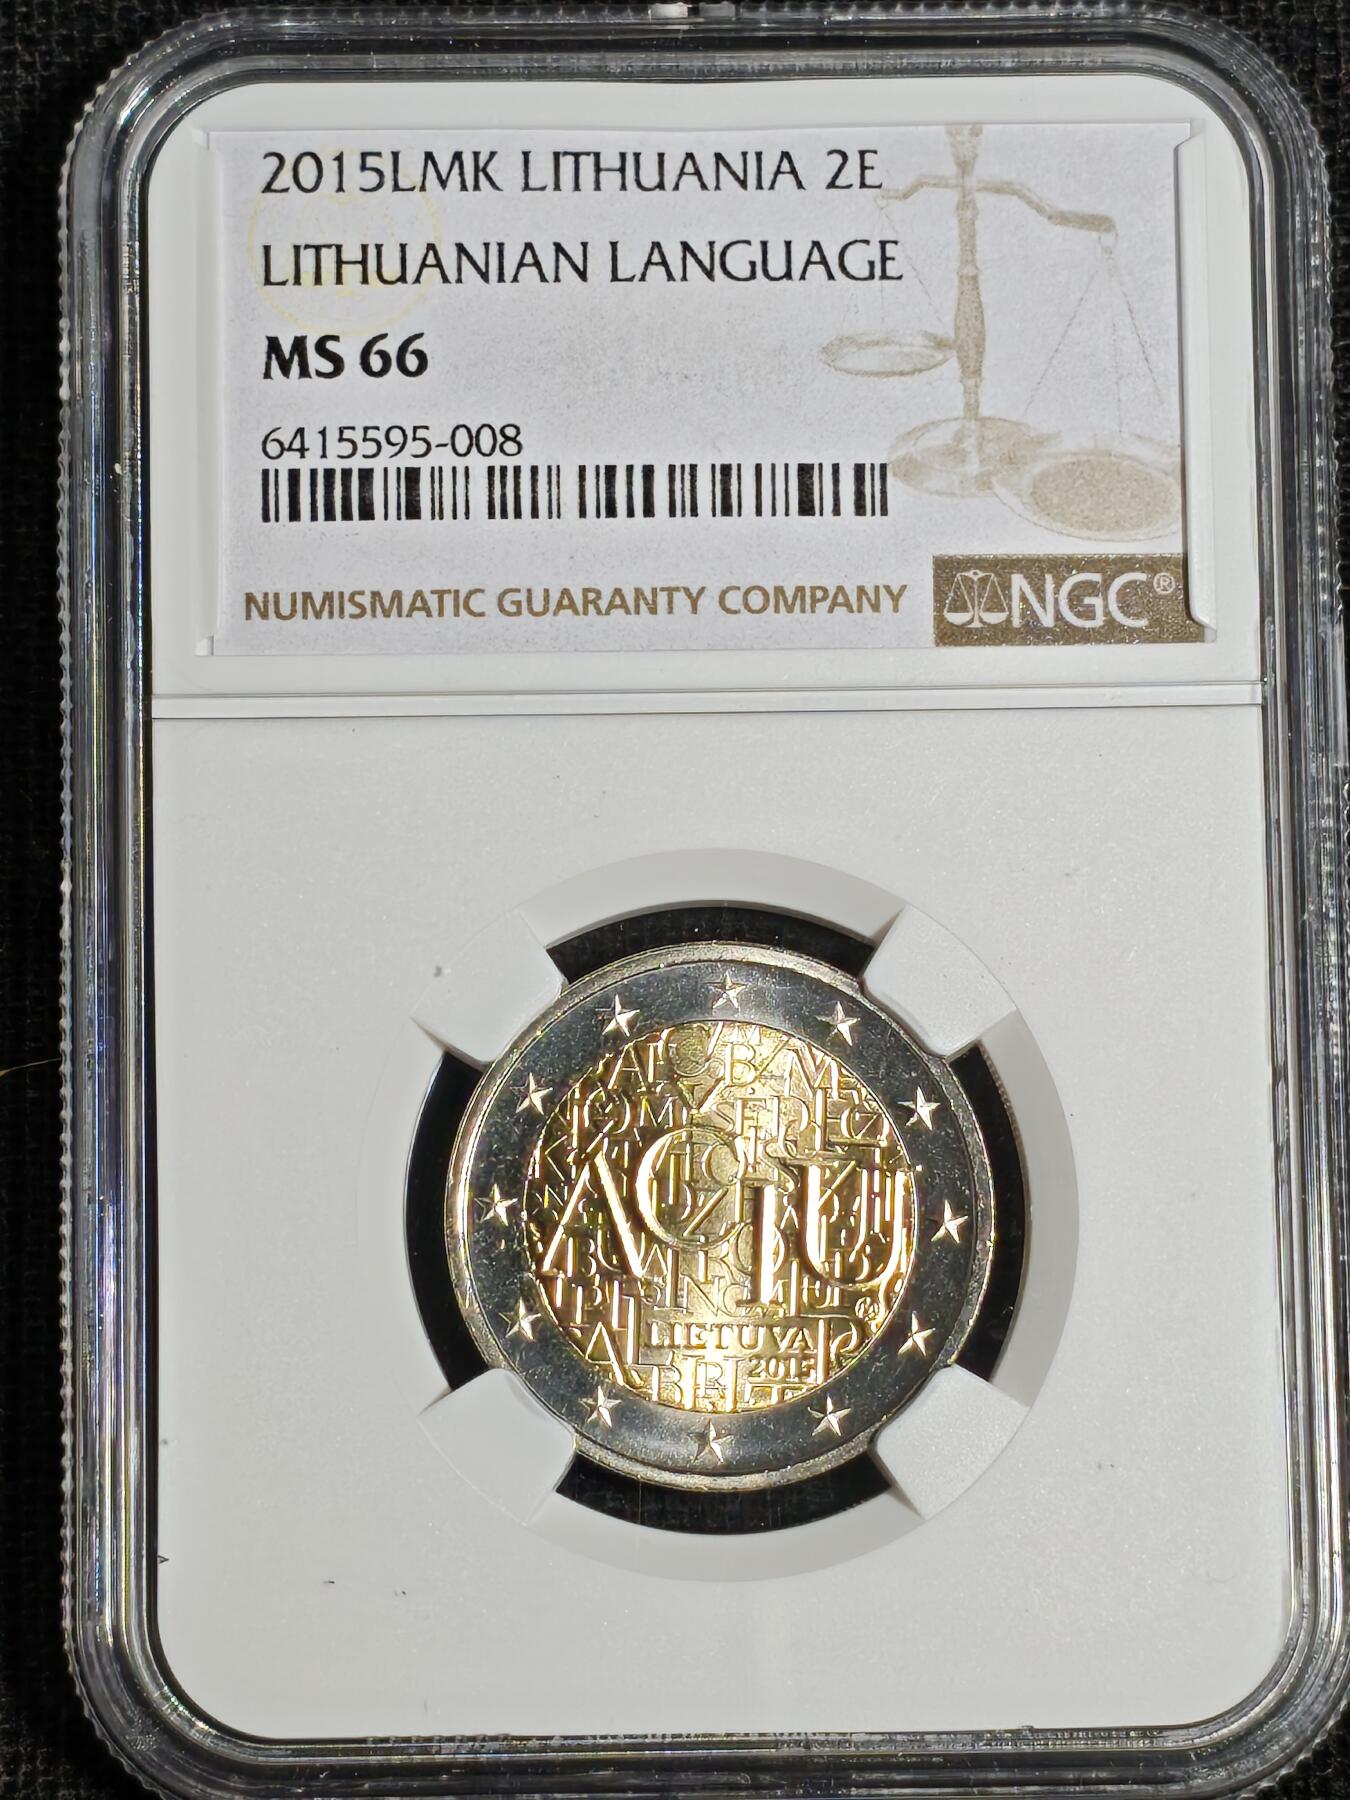 2015LMK LITHUANIA 2E
LITHUANIAN LANGUAGE
MS 66
6415595-008
NUMISMATIC GUARANTY COMPANY NGC®
AČIŪ
LIETUVA
2015